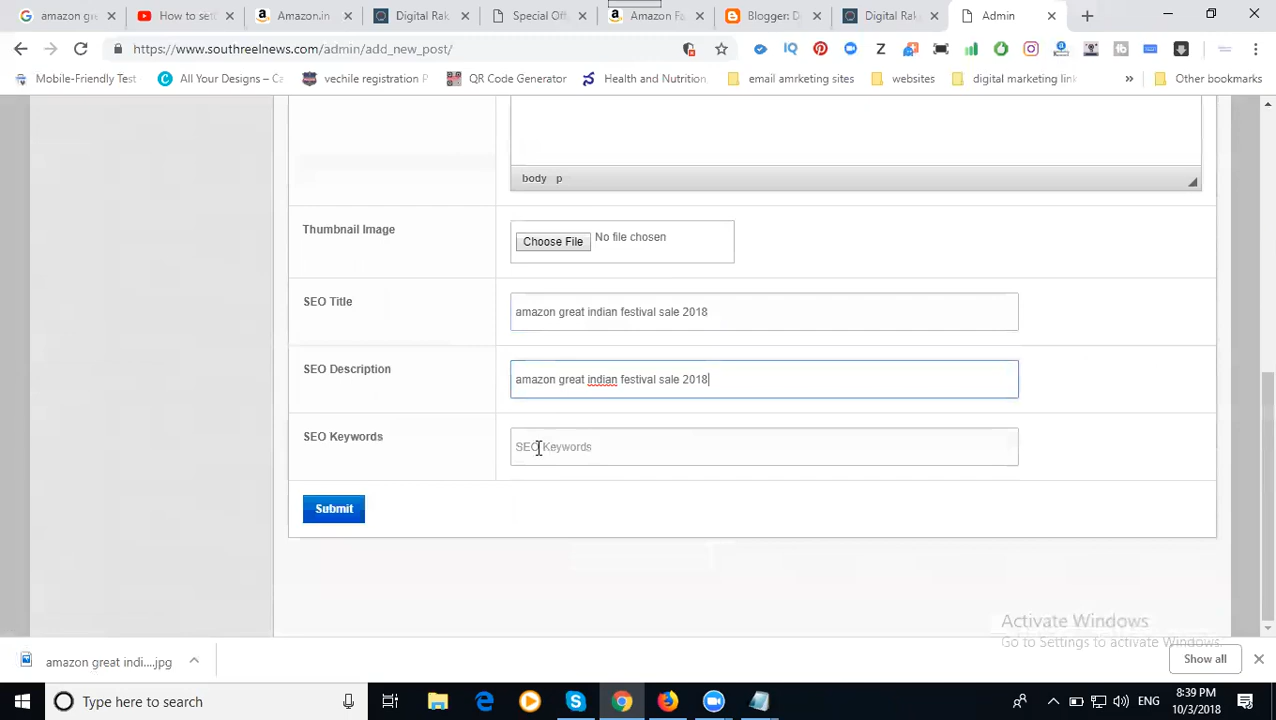 amazon gre
How to set
Amazon.in
Digital Rak
Special Off
Amazon Fe
Blogger: D
Digital Rak
Admin
https://www.southreelnews.com/admin/add_new_post/
Mobile-Friendly Test
All Your Designs – Ca
vechile registration P
QR Code Generator
Health and Nutrition
email amrketing sites
websites
digital marketing link
Other bookmarks
body p
Thumbnail Image
Choose File No file chosen
SEO Title
amazon great indian festival sale 2018
SEO Description
amazon great indian festival sale 2018
SEO Keywords
SEO Keywords
Submit
Activate Windows
Go to Settings to activate Windows.
amazon great indi....jpg
Show all
Type here to search
ENG
8:39 PM
10/3/2018